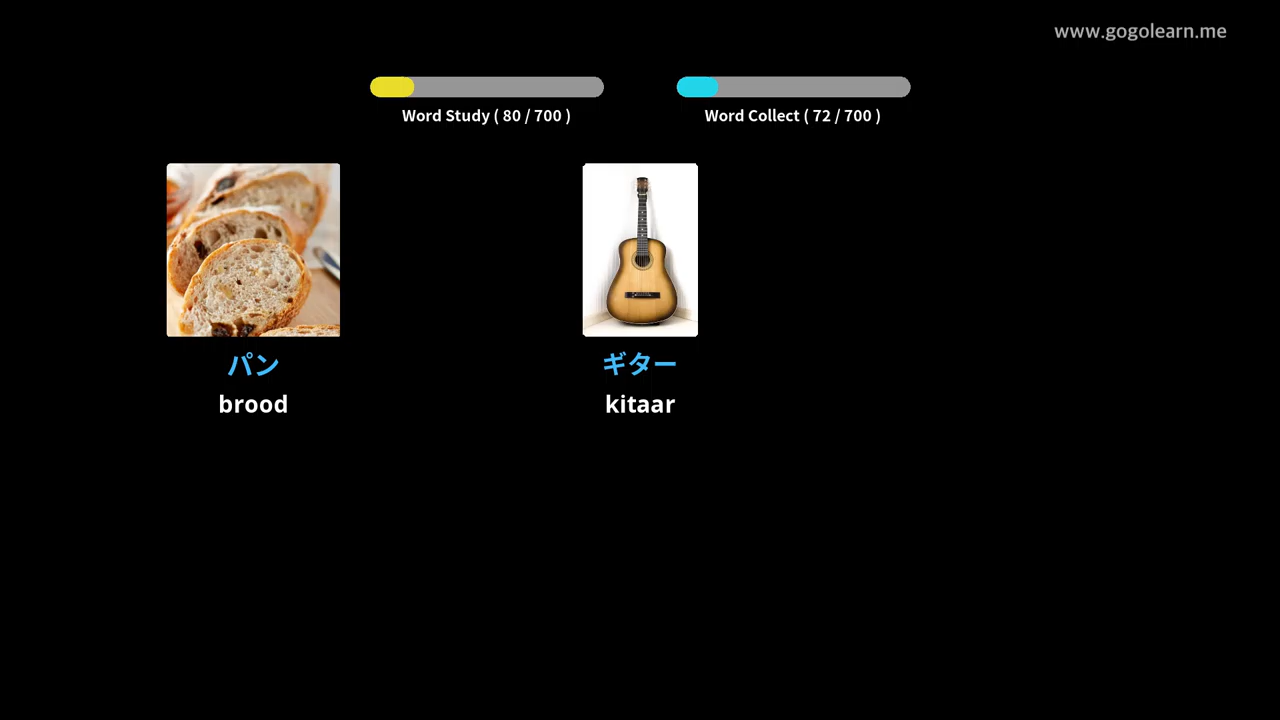 www.gogolearn.me
Word Study ( 80 / 700 )
Word Collect ( 72 / 700 )
パン
brood
ギター
kitaar